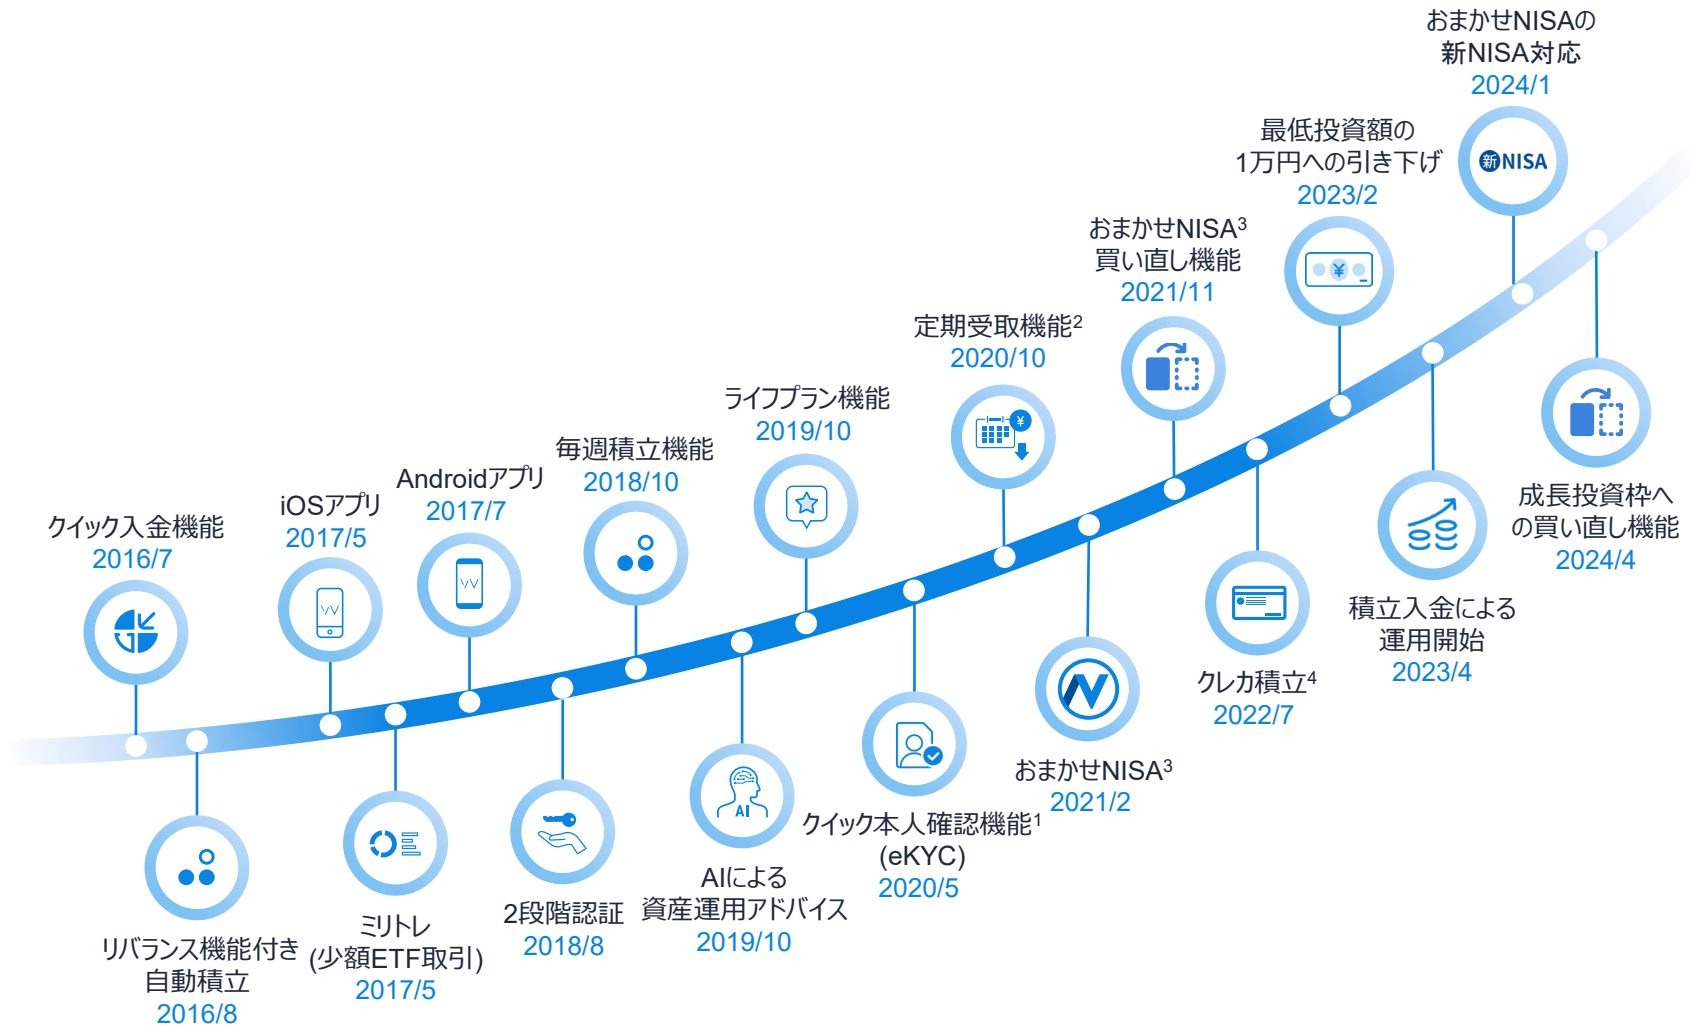 クイック入金機能
2016/7
リバランス機能付き
自動積立
2016/8
iOSアプリ
2017/5
ミリトレ
(少額ETF取引)
2017/5
Androidアプリ
2017/7
2段階認証
2018/8
毎週積立機能
2018/10
AI
AIによる
資産運用アドバイス
2019/10
ライフプラン機能
2019/10
クイック本人確認機能1
(eKYC)
2020/5
定期受取機能2
2020/10
¥
おまかせNISA3
2021/2
おまかせNISA3
買い直し機能
2021/11
クレカ積立4
2022/7
最低投資額の
1万円への引き下げ
2023/2
¥
積立入金による
運用開始
2023/4
おまかせNISAの
新NISA対応
2024/1
新NISA
成長投資枠へ
の買い直し機能
2024/4